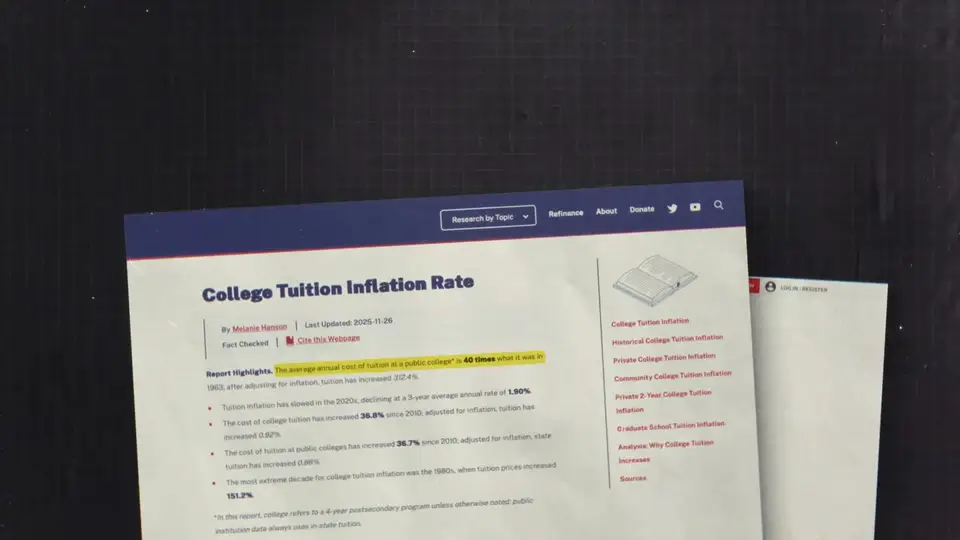 Research by Topic
Refinance
About
Donate
LOG IN / REGISTER
College Tuition Inflation Rate
By Melanie Hanson | Last Updated: 2025-11-26
Fact Checked | Cite this Webpage
Report Highlights. The average annual cost of tuition at a public college* is 40 times what it was in
1963; after adjusting for inflation, tuition has increased 312.4%.
Tuition inflation has slowed in the 2020s, declining at a 3-year average annual rate of 1.90%.
The cost of college tuition has increased 36.8% since 2010; adjusted for inflation, tuition has
increased 0.92%.
The cost of tuition at public colleges has increased 36.7% since 2010; adjusted for inflation, state
tuition has increased 0.88%.
The most extreme decade for college tuition inflation was the 1980s, when tuition prices increased
151.2%.
*In this report, college refers to a 4-year postsecondary program unless otherwise noted; public
institution data always uses in-state tuition.
College Tuition Inflation
Historical College Tuition Inflation
Private College Tuition Inflation
Community College Tuition Inflation
Private 2-Year College Tuition
Inflation
Graduate School Tuition Inflation
Analysis: Why College Tuition
Increases
Sources